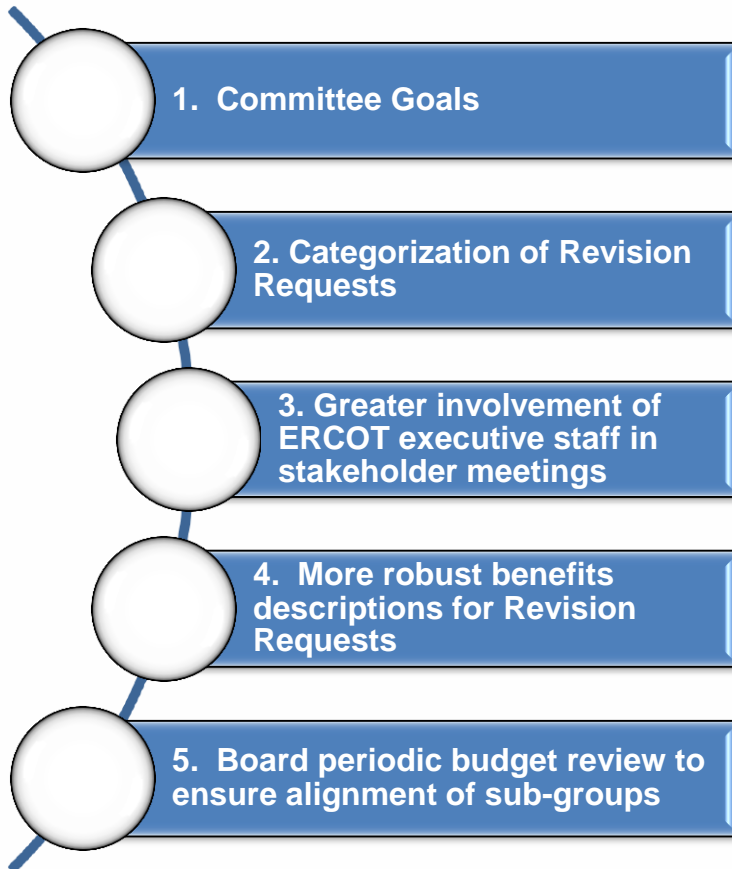 1. Committee Goals
2. Categorization of Revision
Requests
3. Greater involvement of
ERCOT executive staff in
stakeholder meetings
4. More robust benefits
descriptions for Revision
Requests
5. Board periodic budget review to
ensure alignment of sub-groups